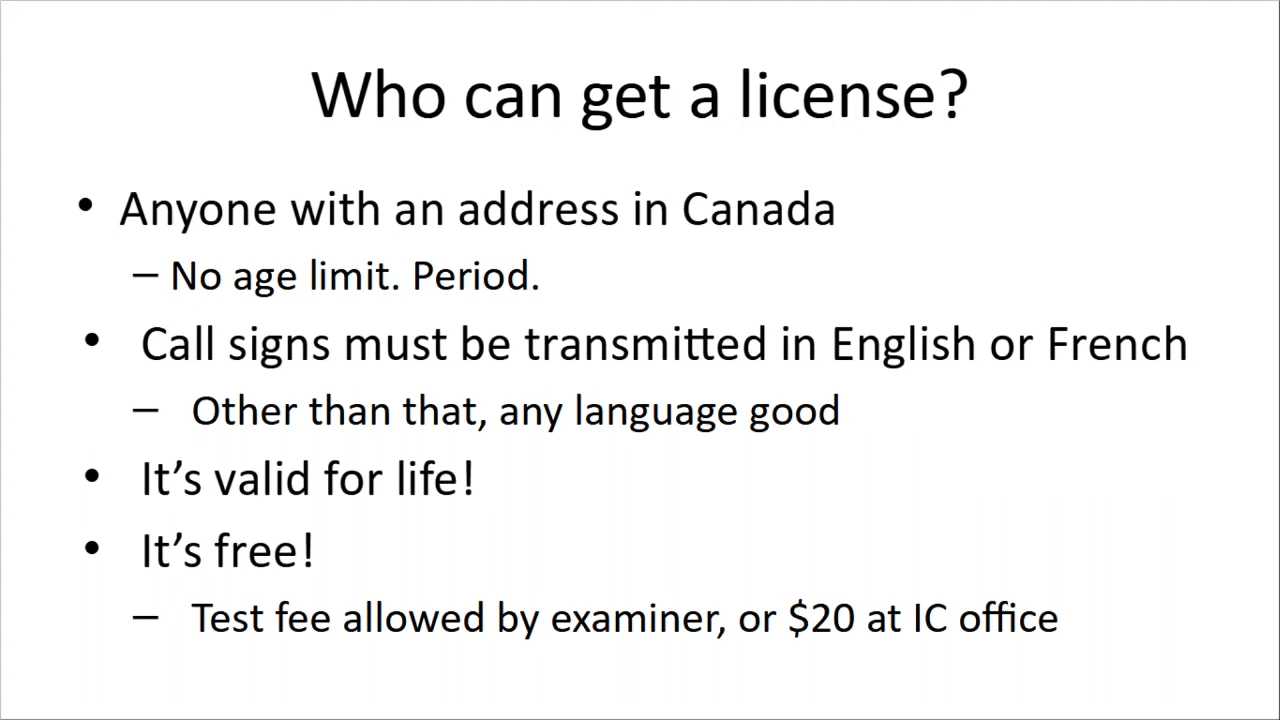 Who can get a license?
• Anyone with an address in Canada
– No age limit. Period.
• Call signs must be transmitted in English or French
– Other than that, any language good
• It’s valid for life!
• It’s free!
– Test fee allowed by examiner, or $20 at IC office